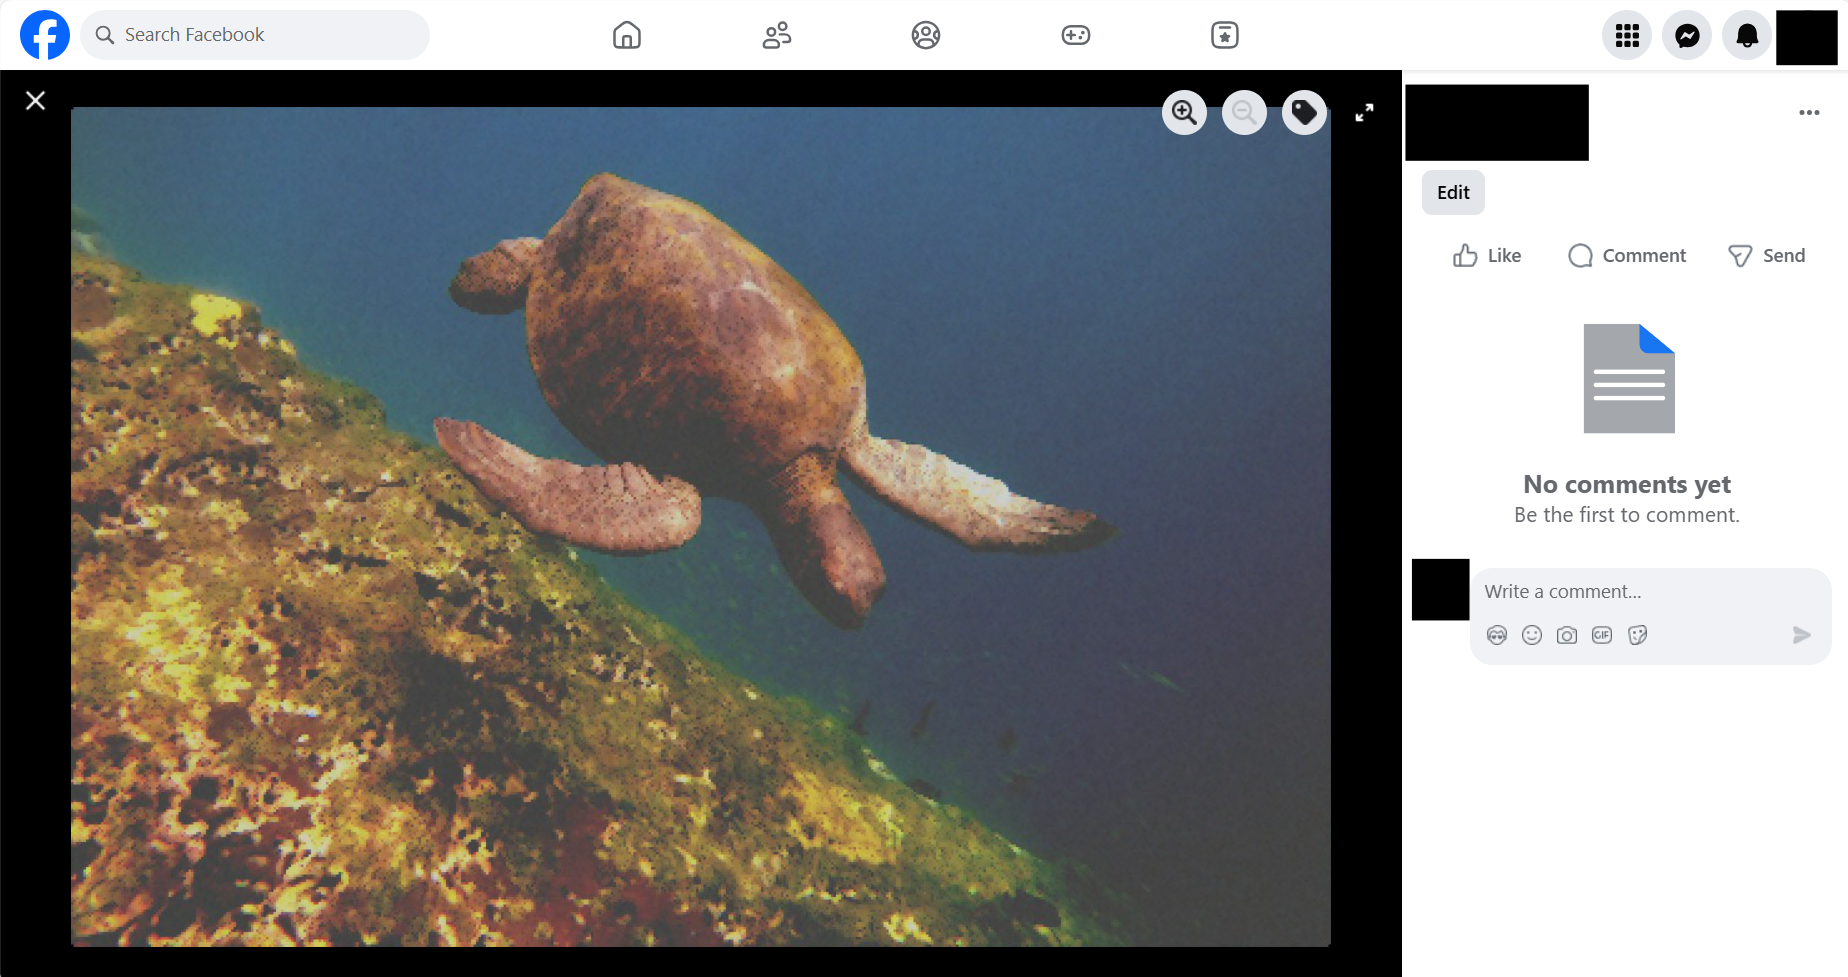 Search Facebook
Edit
Like
Comment
Send
No comments yet
Be the first to comment.
Write a comment...
GIF